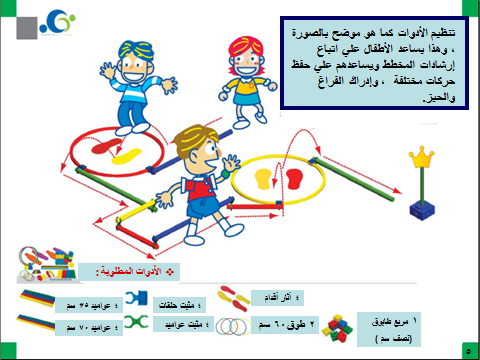 تنظيم الأدوات كما هو موضح بالصورة
، وهذا يساعد الأطفال علي اتباع
إرشادات المخطط ويساعدهم علي حفظ
حركات مختلفة ، وإدراك الفراغ
والحيز.
❖ الأدوات المطلوبة :
٤ آثار أقدام
٤ مثبت حلقات
٤ عواميد ٣٥ سم
١ مربع طابوق
(نصف سم )
٢ طوق ٦٠ سم
٤ مثبت عواميد
٤ عواميد ٧٠ سم
٥